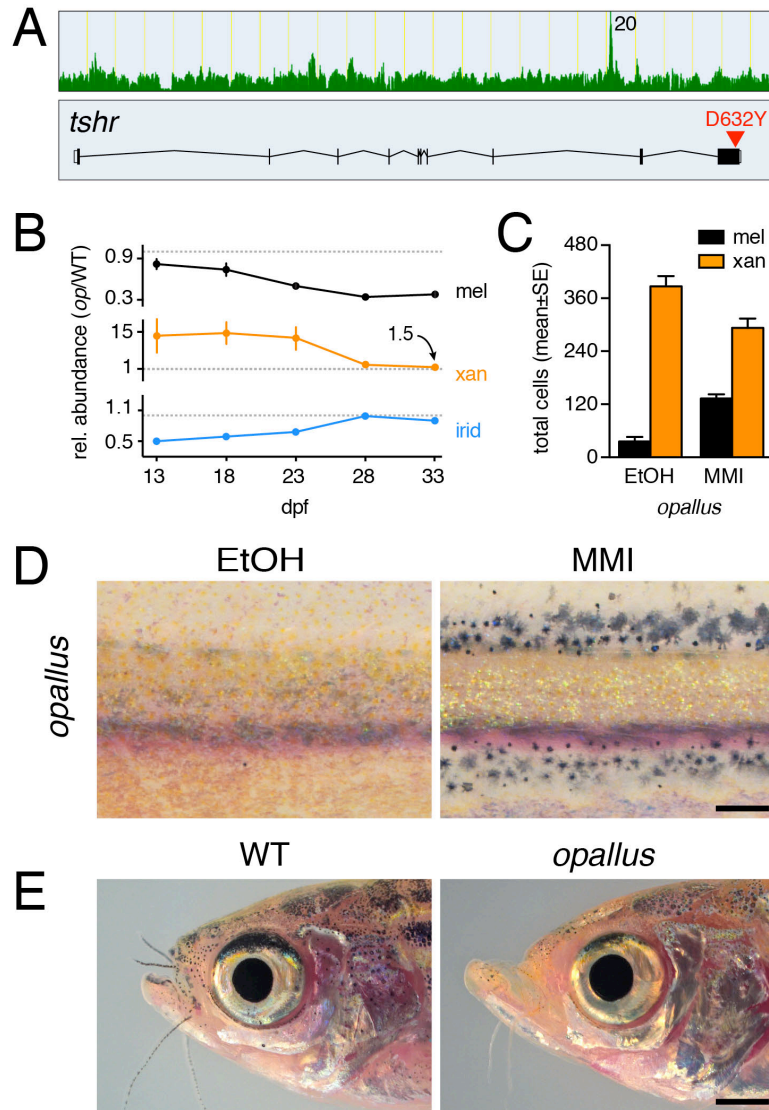 A
20
tshr
D632Y
B
rel. abundance (op/WT)
0.9
0.3
mel
15
1
1.5
xan
1.1
0.5
irid
13 18 23 28 33
dpf
C
mel
xan
total cells (mean±SE)
480
360
240
120
0
EtOH MMI
opallus
D
EtOH MMI
opallus
E
WT opallus